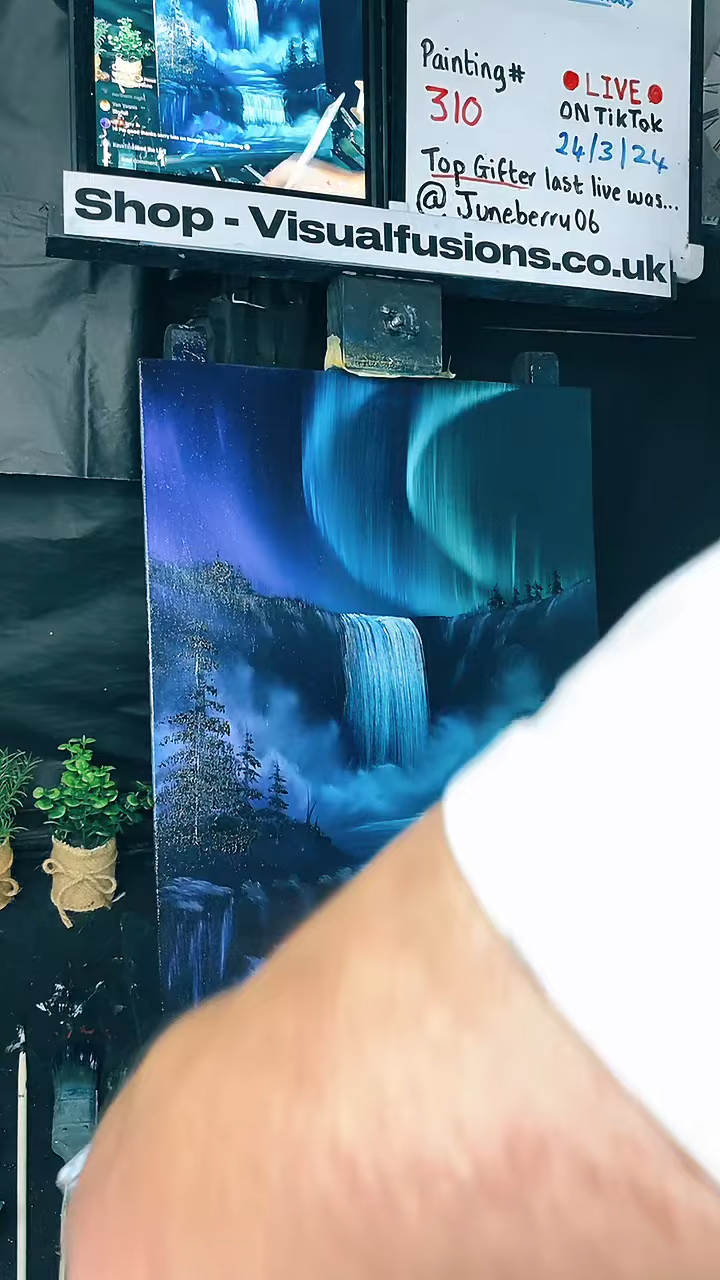 Painting#
310
LIVE
ON TikTok
24/3/24
Top Gifter last live was...
@Juneberry06
Shop - Visualfusions.co.uk